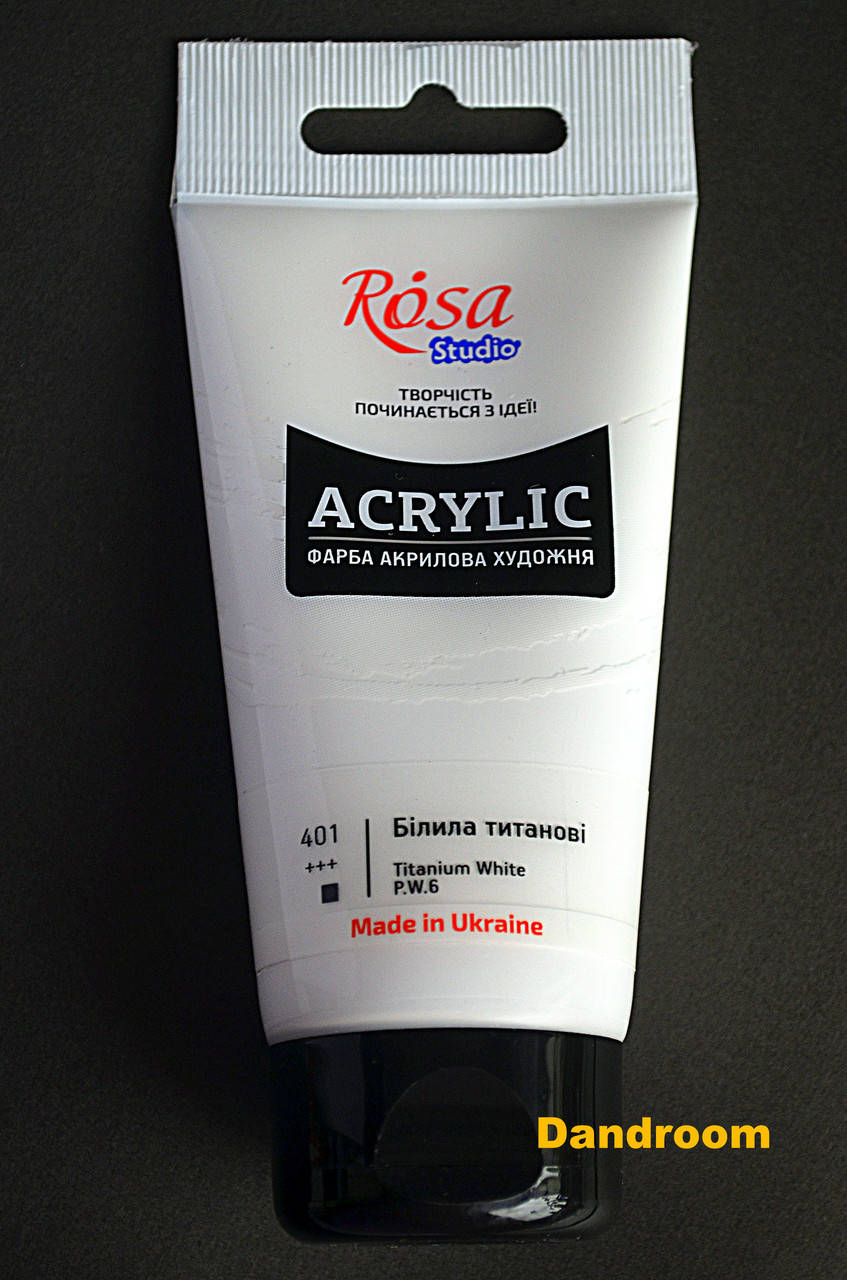 Rosa
Studio
ТВОРЧІСТЬ
ПОЧИНАЄТЬСЯ З ІДЕЇ!
ACRYLIC
ФАРБА АКРИЛОВА ХУДОЖНЯ
401
Білила титанові
+++
Titanium White
P.W.6
Made in Ukraine
Dandroom